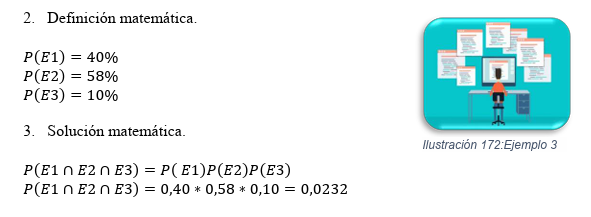 2. Definición matemática.
𝑃(𝐸1) = 40%
𝑃(𝐸2) = 58%
𝑃(𝐸3) = 10%
3. Solución matemática.
𝑃(𝐸1 ∩ 𝐸2 ∩ 𝐸3) = 𝑃( 𝐸1)𝑃(𝐸2)𝑃(𝐸3)
𝑃(𝐸1 ∩ 𝐸2 ∩ 𝐸3) = 0,40 ∗ 0,58 ∗ 0,10 = 0,0232
Ilustración 172:Ejemplo 3